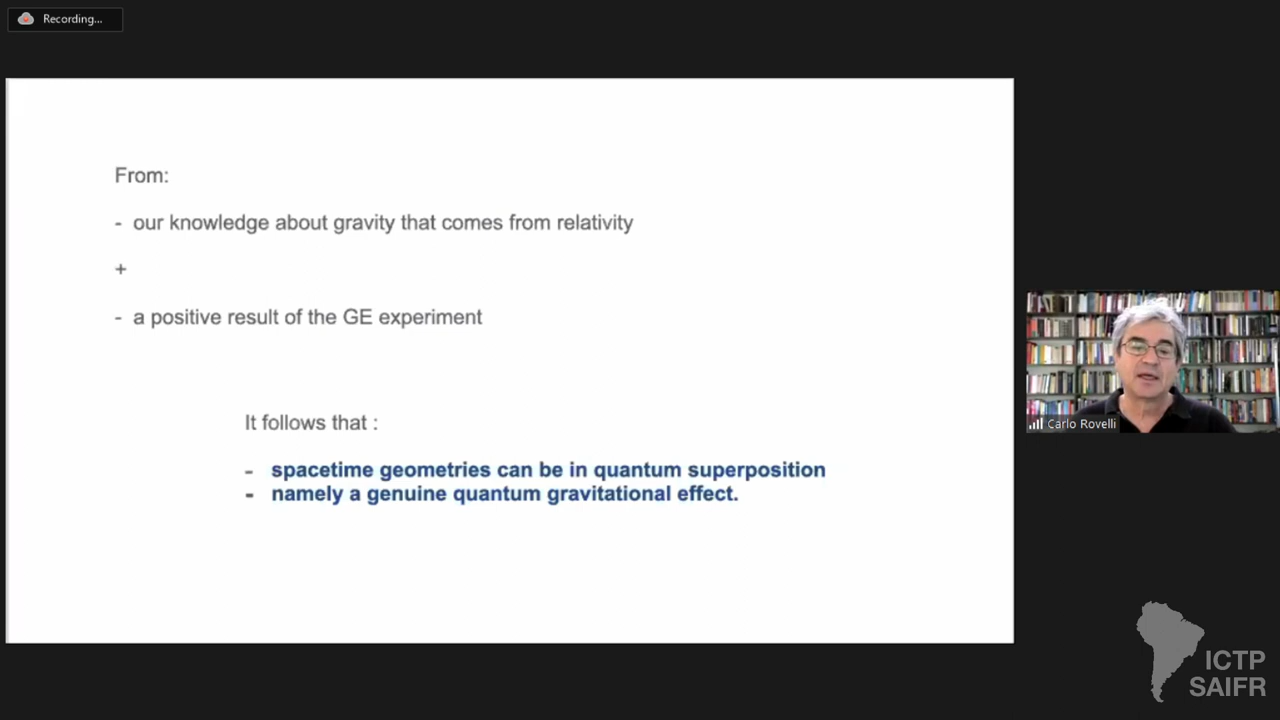 Recording...
From:
- our knowledge about gravity that comes from relativity
+
- a positive result of the GE experiment
It follows that :
- spacetime geometries can be in quantum superposition
- namely a genuine quantum gravitational effect.
Carlo Rovelli
ICTP
SAIFR